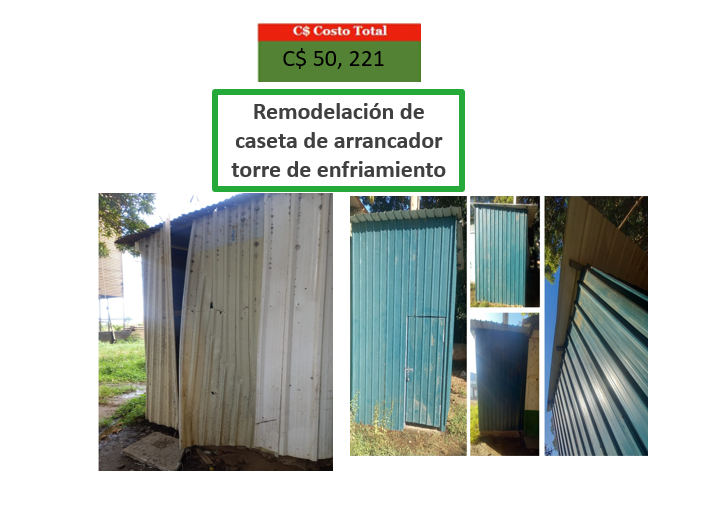 C$ Costo Total
C$ 50, 221
Remodelación de
caseta de arrancador
torre de enfriamiento